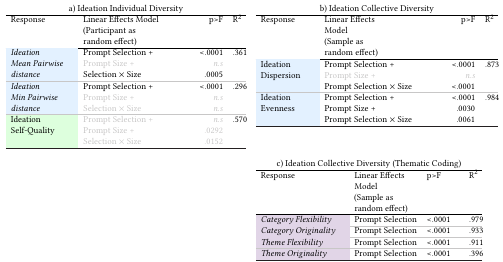 a) Ideation Individual Diversity
Response Linear Effects Model p>F R2
(Participant as
random effect)
Ideation Prompt Selection + <.0001 .361
Mean Pairwise Prompt Size + n.s
distance Selection × Size .0005
Ideation Prompt Selection + <.0001 .296
Min Pairwise Prompt Size + n.s
distance Selection × Size n.s
Ideation Prompt Selection + n.s .570
Self-Quality Prompt Size + .0292
Selection × Size .0152
b) Ideation Collective Diversity
Response Linear Effects p>F R2
Model
(Sample as
random effect)
Ideation Prompt Selection + <.0001 .873
Dispersion Prompt Size + n.s
Prompt Selection × Size <.0001
Ideation Prompt Selection + <.0001 .984
Evenness Prompt Size + .0030
Prompt Selection × Size .0061
c) Ideation Collective Diversity (Thematic Coding)
Response Linear Effects p>F R2
Model
(Sample as
random effect)
Category Flexibility Prompt Selection <.0001 .979
Category Originality Prompt Selection <.0001 .933
Theme Flexibility Prompt Selection <.0001 .911
Theme Originality Prompt Selection <.0001 .396